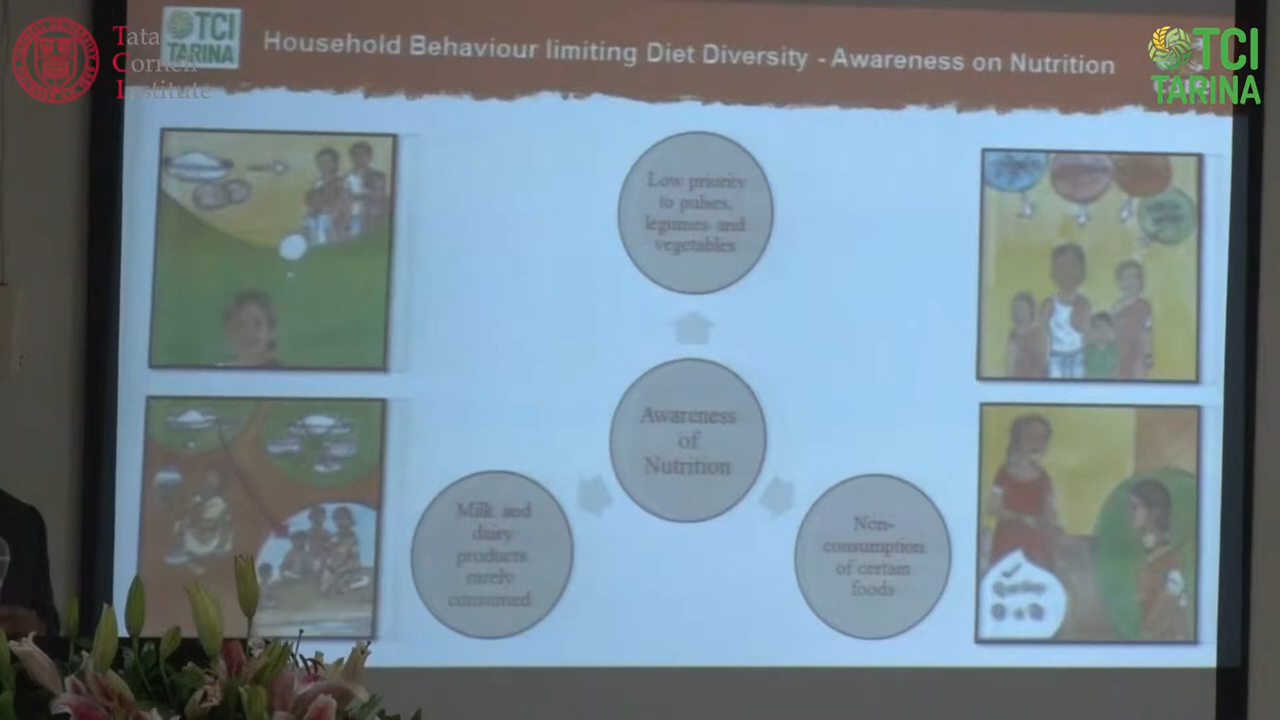 Tata
Cornell
Institute
TCI
TARINA
Household Behaviour limiting Diet Diversity - Awareness on Nutrition
TCI
TARINA
Low priority
to pulses,
legumes and
vegetables
Awareness
of
Nutrition
Milk and
dairy
products
rarely
consumed
Non-
consumption
of certain
foods